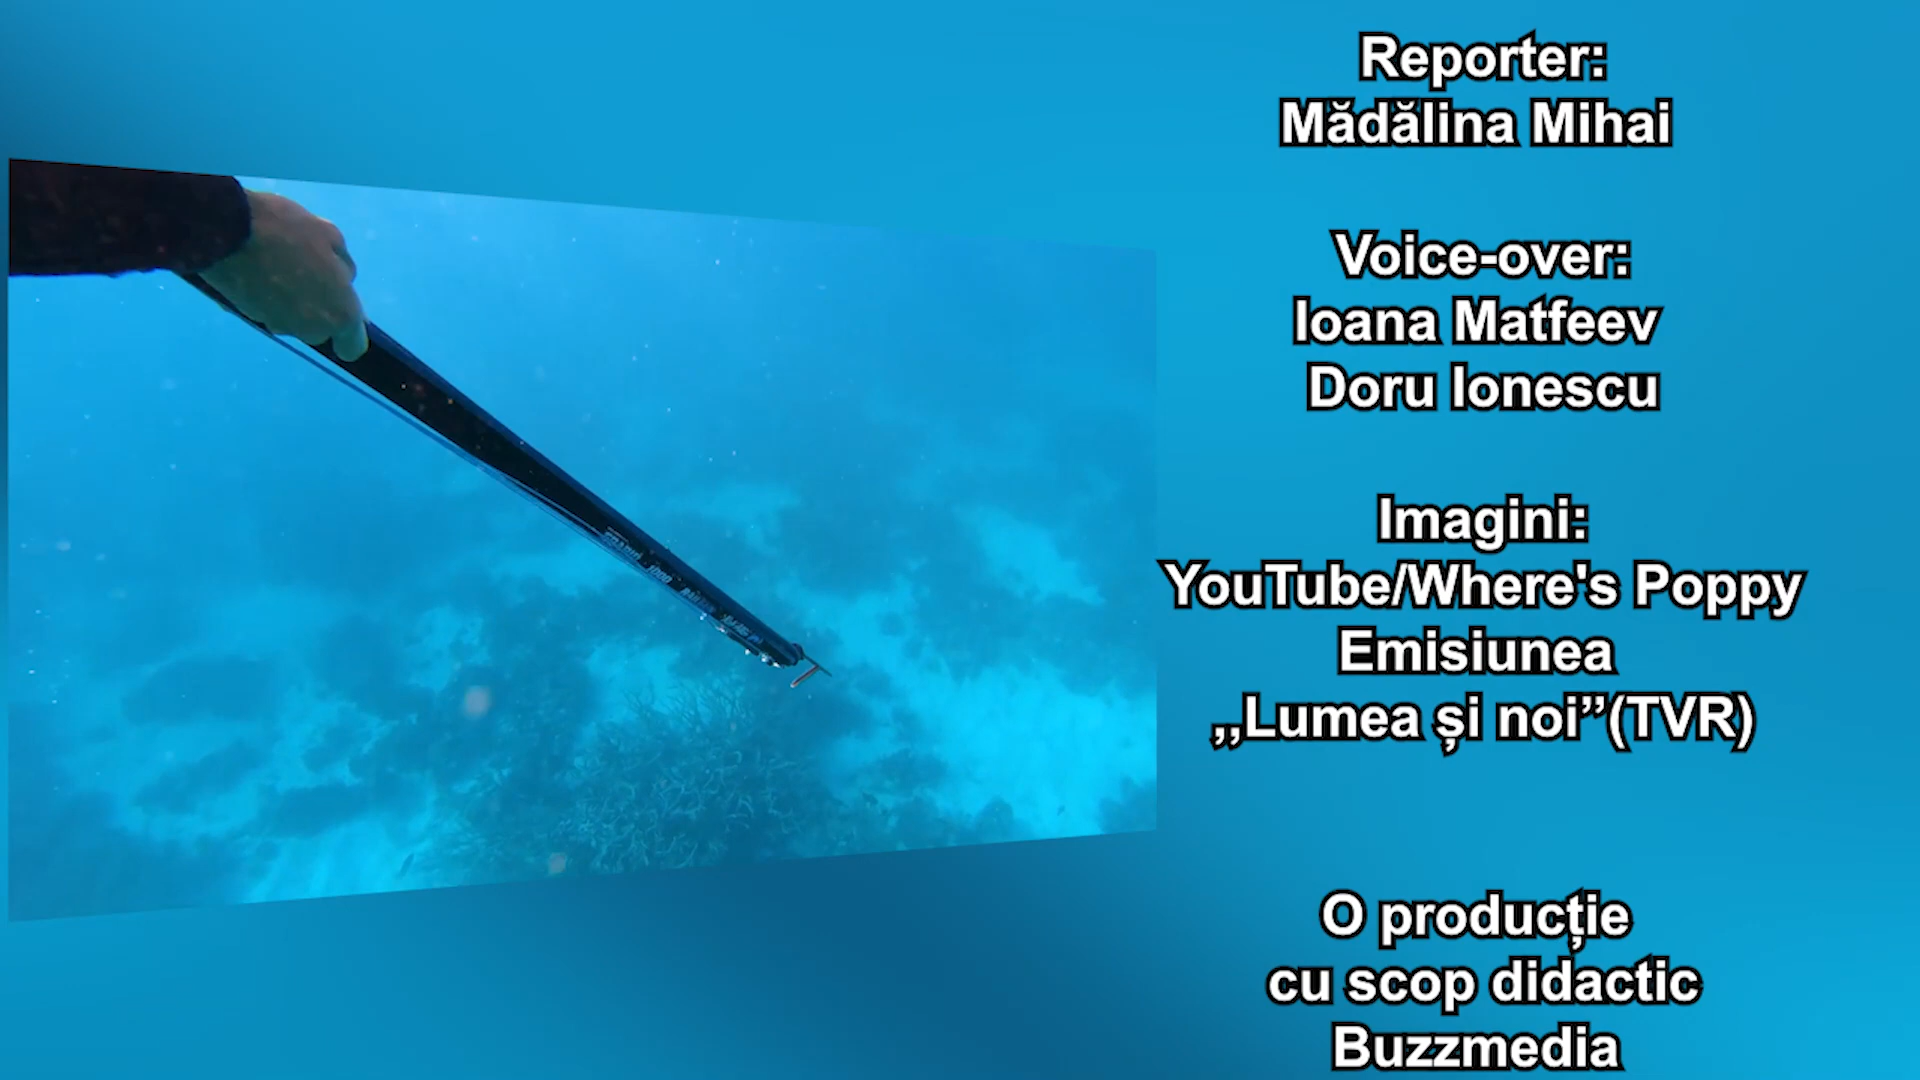 Reporter:
Mădălina Mihai
Voice-over:
Ioana Matfeev
Doru Ionescu
Imagini:
YouTube/Where's Poppy
Emisiunea
,,Lumea și noi”(TVR)
O producție
cu scop didactic
Buzzmedia